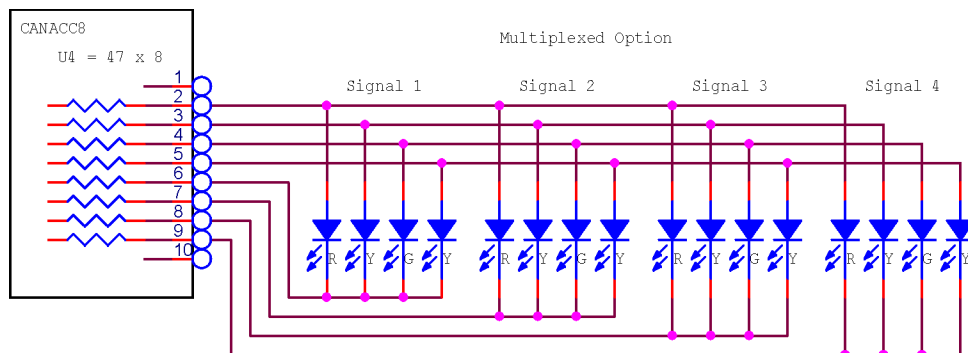 CANACC8
U4 = 47 x 8
Multiplexed Option
Signal 1
Signal 2
Signal 3
Signal 4
1
2
3
4
5
6
7
8
9
10
R Y G Y R Y G Y R Y G Y R Y G Y